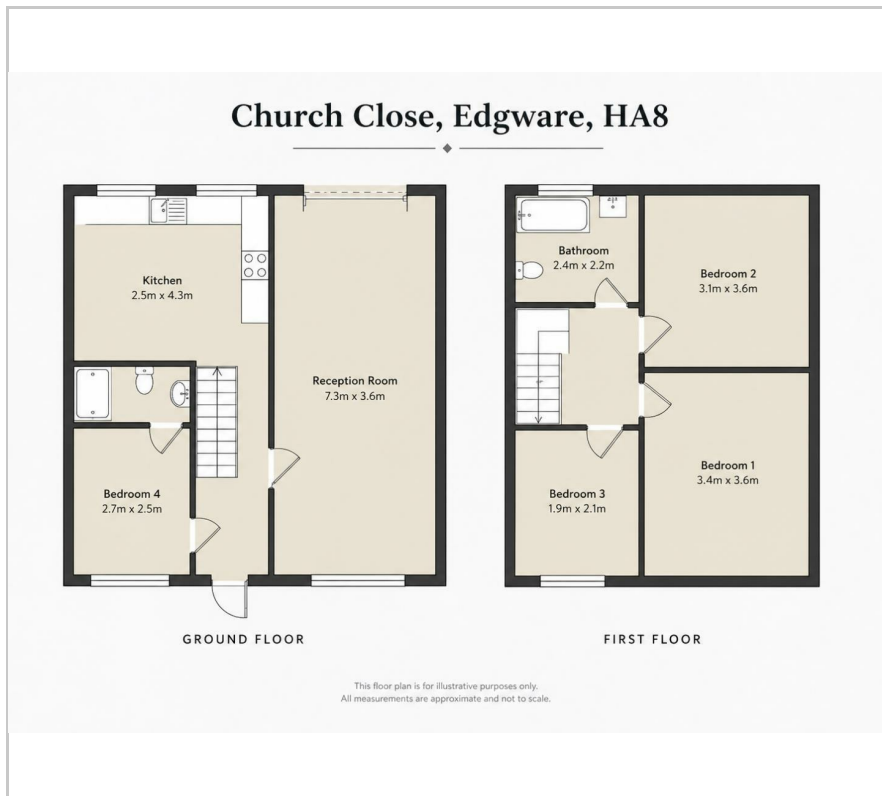 Church Close, Edgware, HA8
Kitchen
2.5m x 4.3m
Reception Room
7.3m x 3.6m
Bedroom 4
2.7m x 2.5m
GROUND FLOOR
Bathroom
2.4m x 2.2m
Bedroom 2
3.1m x 3.6m
Bedroom 1
3.4m x 3.6m
Bedroom 3
1.9m x 2.1m
FIRST FLOOR
This floor plan is for illustrative purposes only.
All measurements are approximate and not to scale.